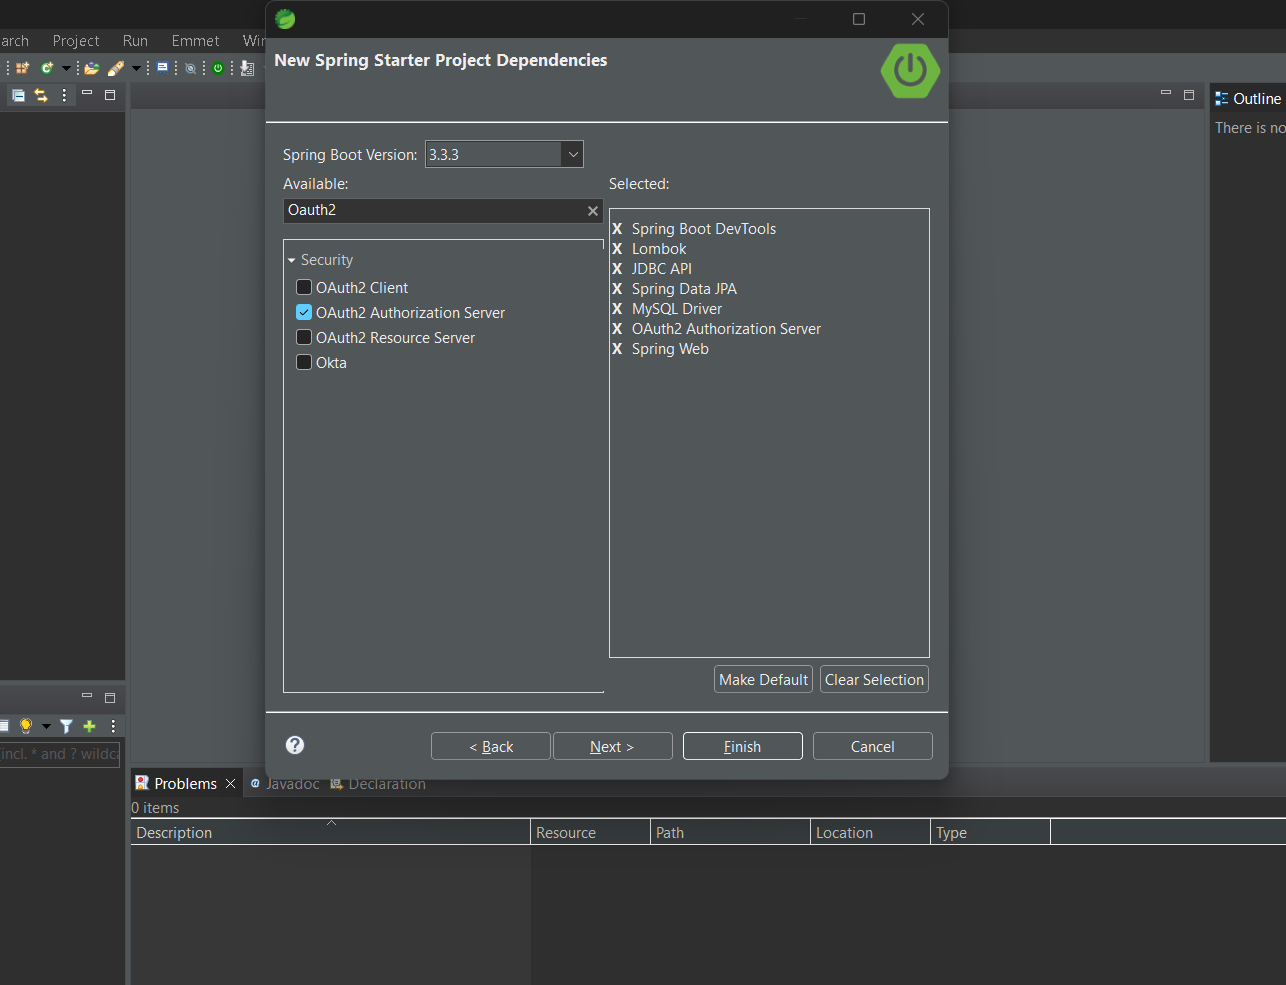 arch Project Run Emmet Win
New Spring Starter Project Dependencies
Outline
There is no
Spring Boot Version: 3.3.3
Available:
Selected:
Oauth2
Security
OAuth2 Client
OAuth2 Authorization Server
OAuth2 Resource Server
Okta
X Spring Boot DevTools
X Lombok
X JDBC API
X Spring Data JPA
X MySQL Driver
X OAuth2 Authorization Server
X Spring Web
Make Default
Clear Selection
< Back
Next >
Finish
Cancel
(incl. * and ? wildca
Problems
@ Javadoc
Declaration
0 items
Description Resource Path Location Type